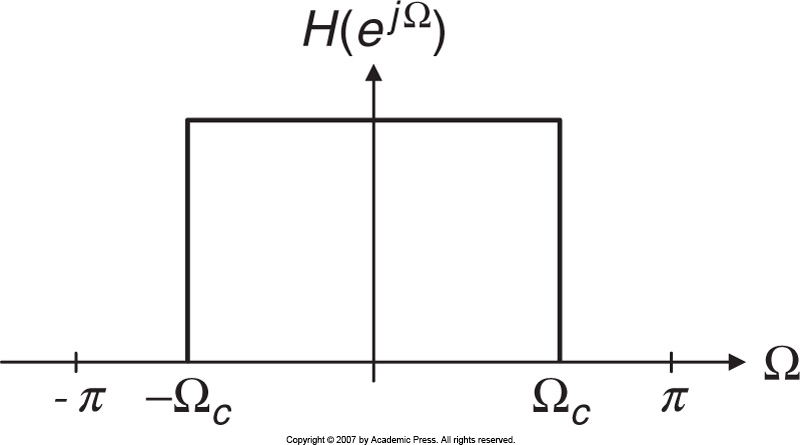 H(e^{jΩ})
Ω
- π −Ω_c Ω_c π
Copyright © 2007 by Academic Press. All rights reserved.